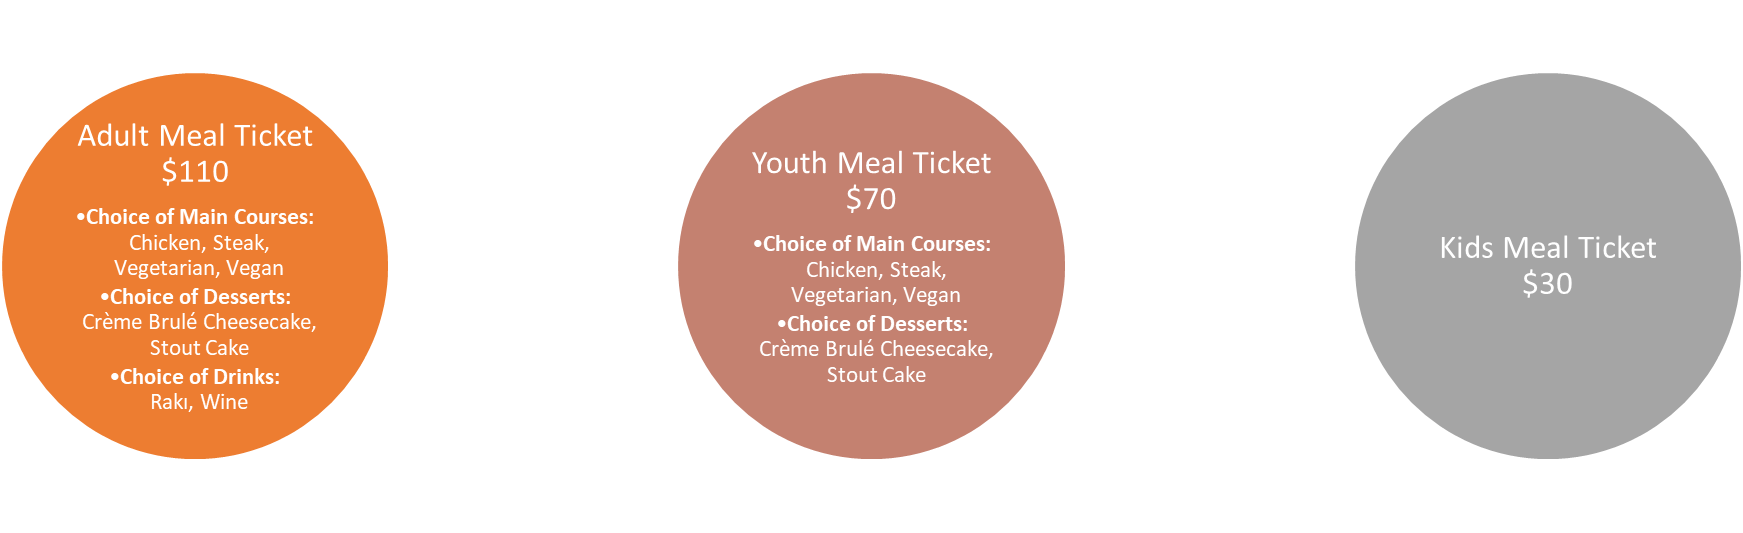 Adult Meal Ticket
$110
•Choice of Main Courses:
Chicken, Steak,
Vegetarian, Vegan
•Choice of Desserts:
Crème Brulé Cheesecake,
Stout Cake
•Choice of Drinks:
Rakı, Wine
Youth Meal Ticket
$70
•Choice of Main Courses:
Chicken, Steak,
Vegetarian, Vegan
•Choice of Desserts:
Crème Brulé Cheesecake,
Stout Cake
Kids Meal Ticket
$30